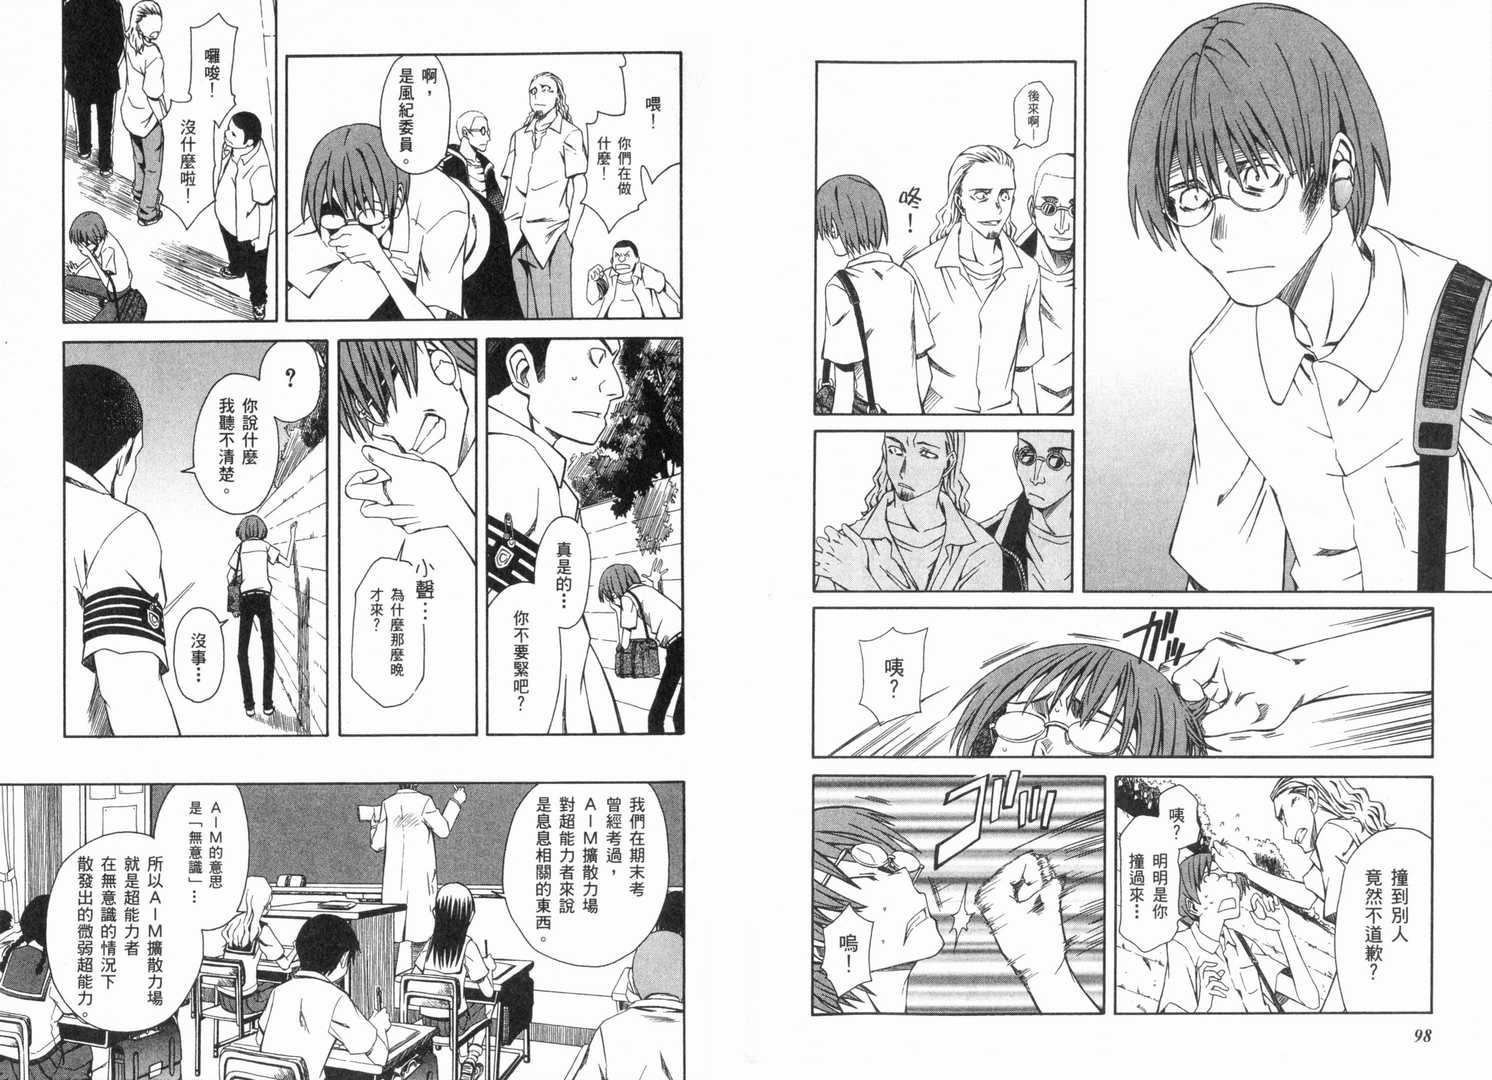 後來啊—
咚！
咦？
ガッ
撞到別人
竟然不道歉？
咦？
明明是你
撞過來…
ゴッ
嗚！
98
喂！
你們在做
什麼！
啊，
是風紀委員。
囉唆！
沒什麼啦！
真是的…
你不要緊吧？
小聲…
為什麼那麼晚
才來？
？
你說什麼
我聽不清楚。
沒事…
我們在期末考
曾經考過，
ＡＩＭ擴散力場
對超能力者來說
是息息相關的東西。
ＡＩＭ的意思
是「無意識」…
所以ＡＩＭ擴散力場
就是超能力者
在無意識的情況下
散發出的微弱超能力。